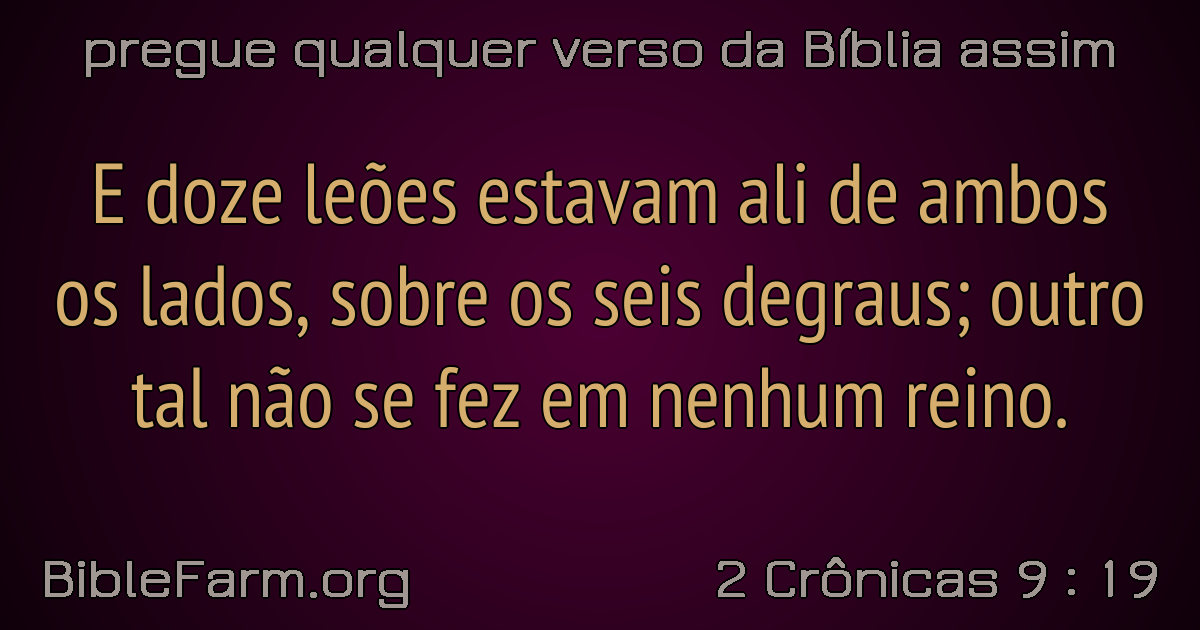 pregue qualquer verso da Bíblia assim
E doze leões estavam ali de ambos
os lados, sobre os seis degraus; outro
tal não se fez em nenhum reino.
BibleFarm.org
2 Crônicas 9 : 19